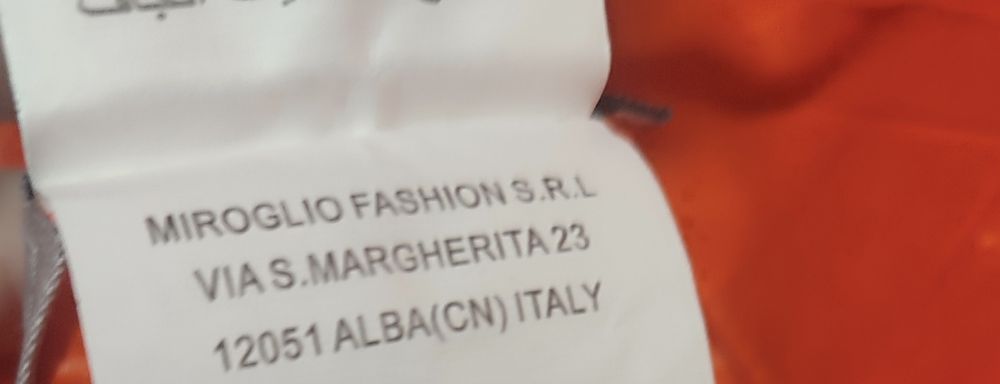 MIROGLIO FASHION S.R.L
VIA S.MARGHERITA 23
12051 ALBA(CN) ITALY